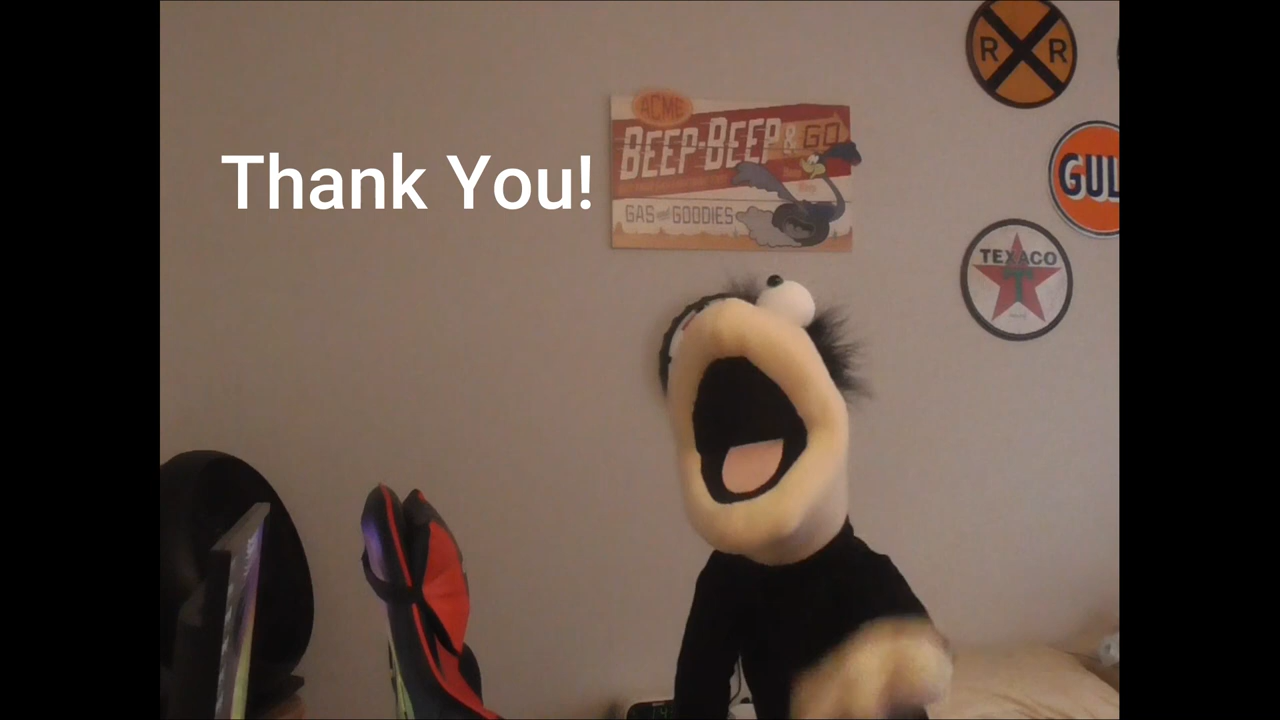 Thank You!
ACME
BEEP-BEEP & GO
GAS and GOODIES
R R
GUL
TEXACO
T